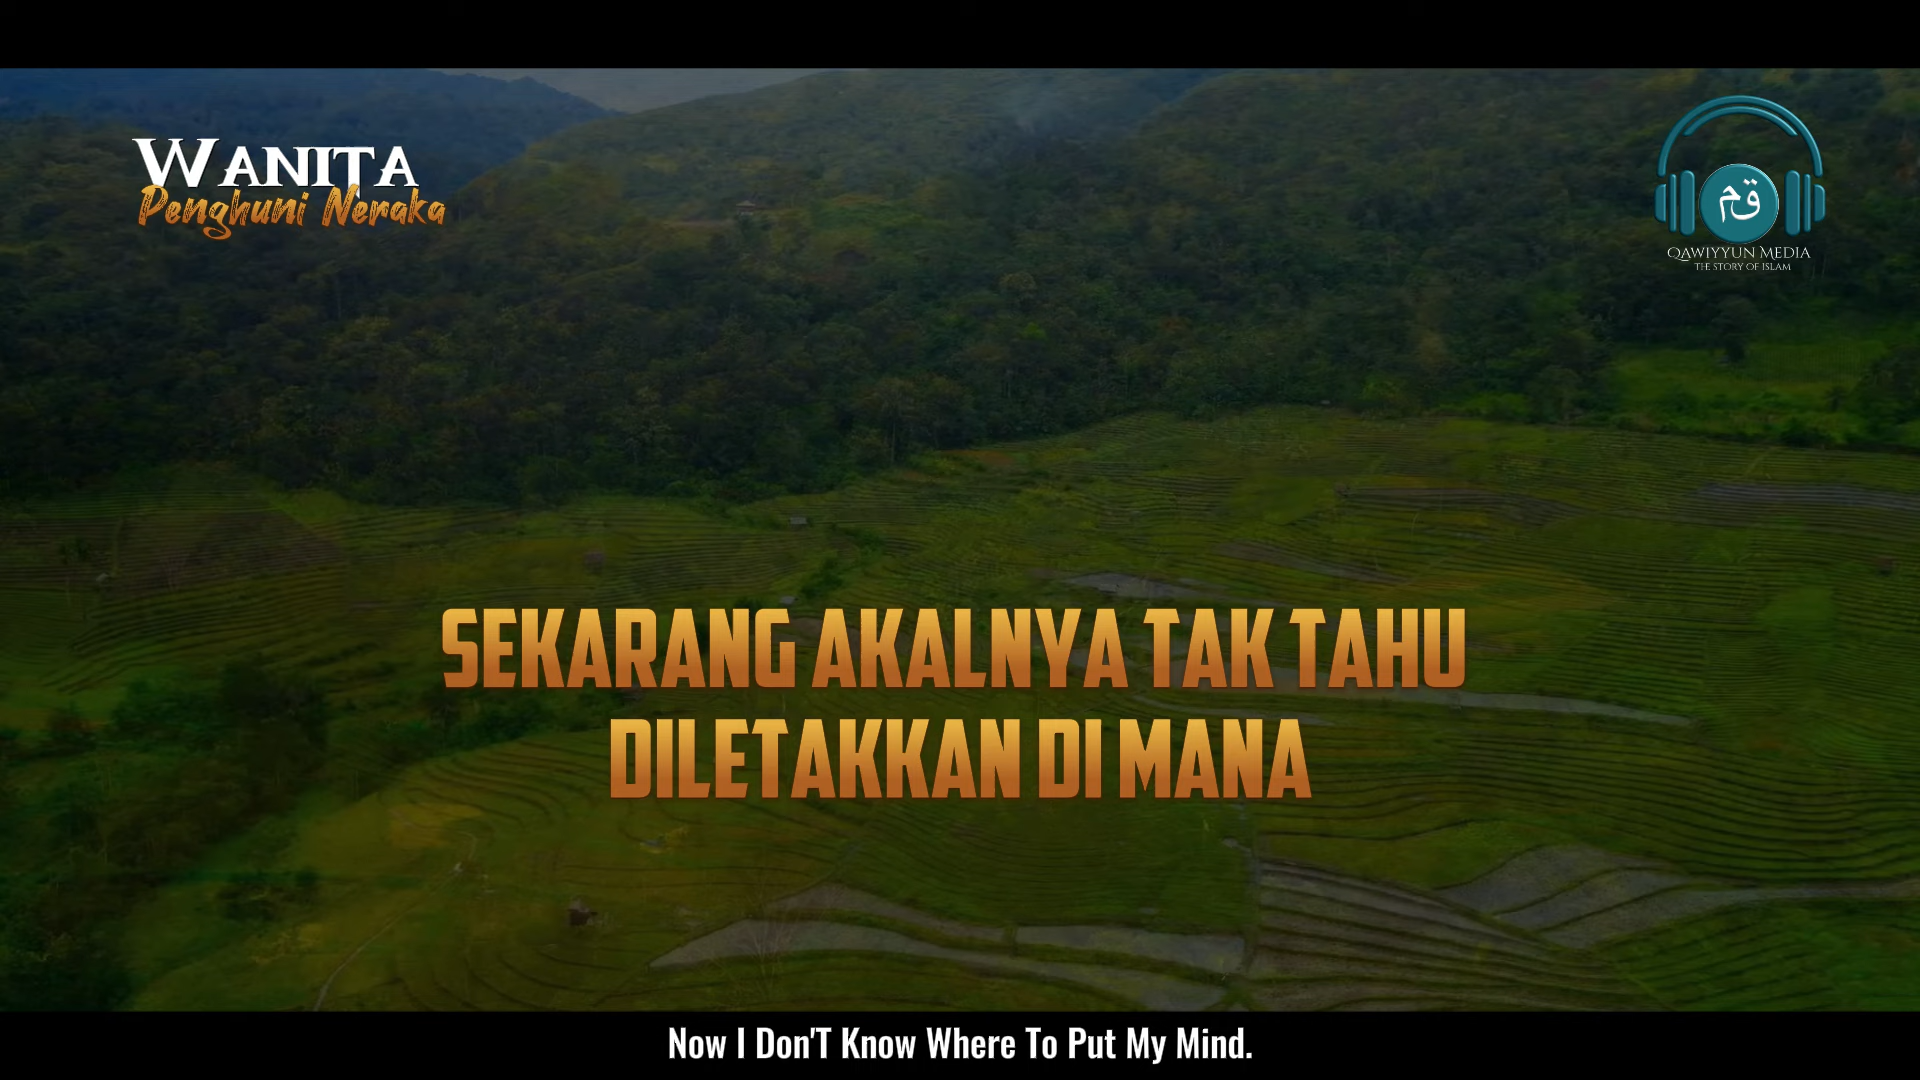 WANITA
Penghuni Neraka
قم
QAWIYYUN MEDIA
THE STORY OF ISLAM
SEKARANG AKALNYA TAK TAHU
DILETAKKAN DI MANA
Now I Don'T Know Where To Put My Mind.